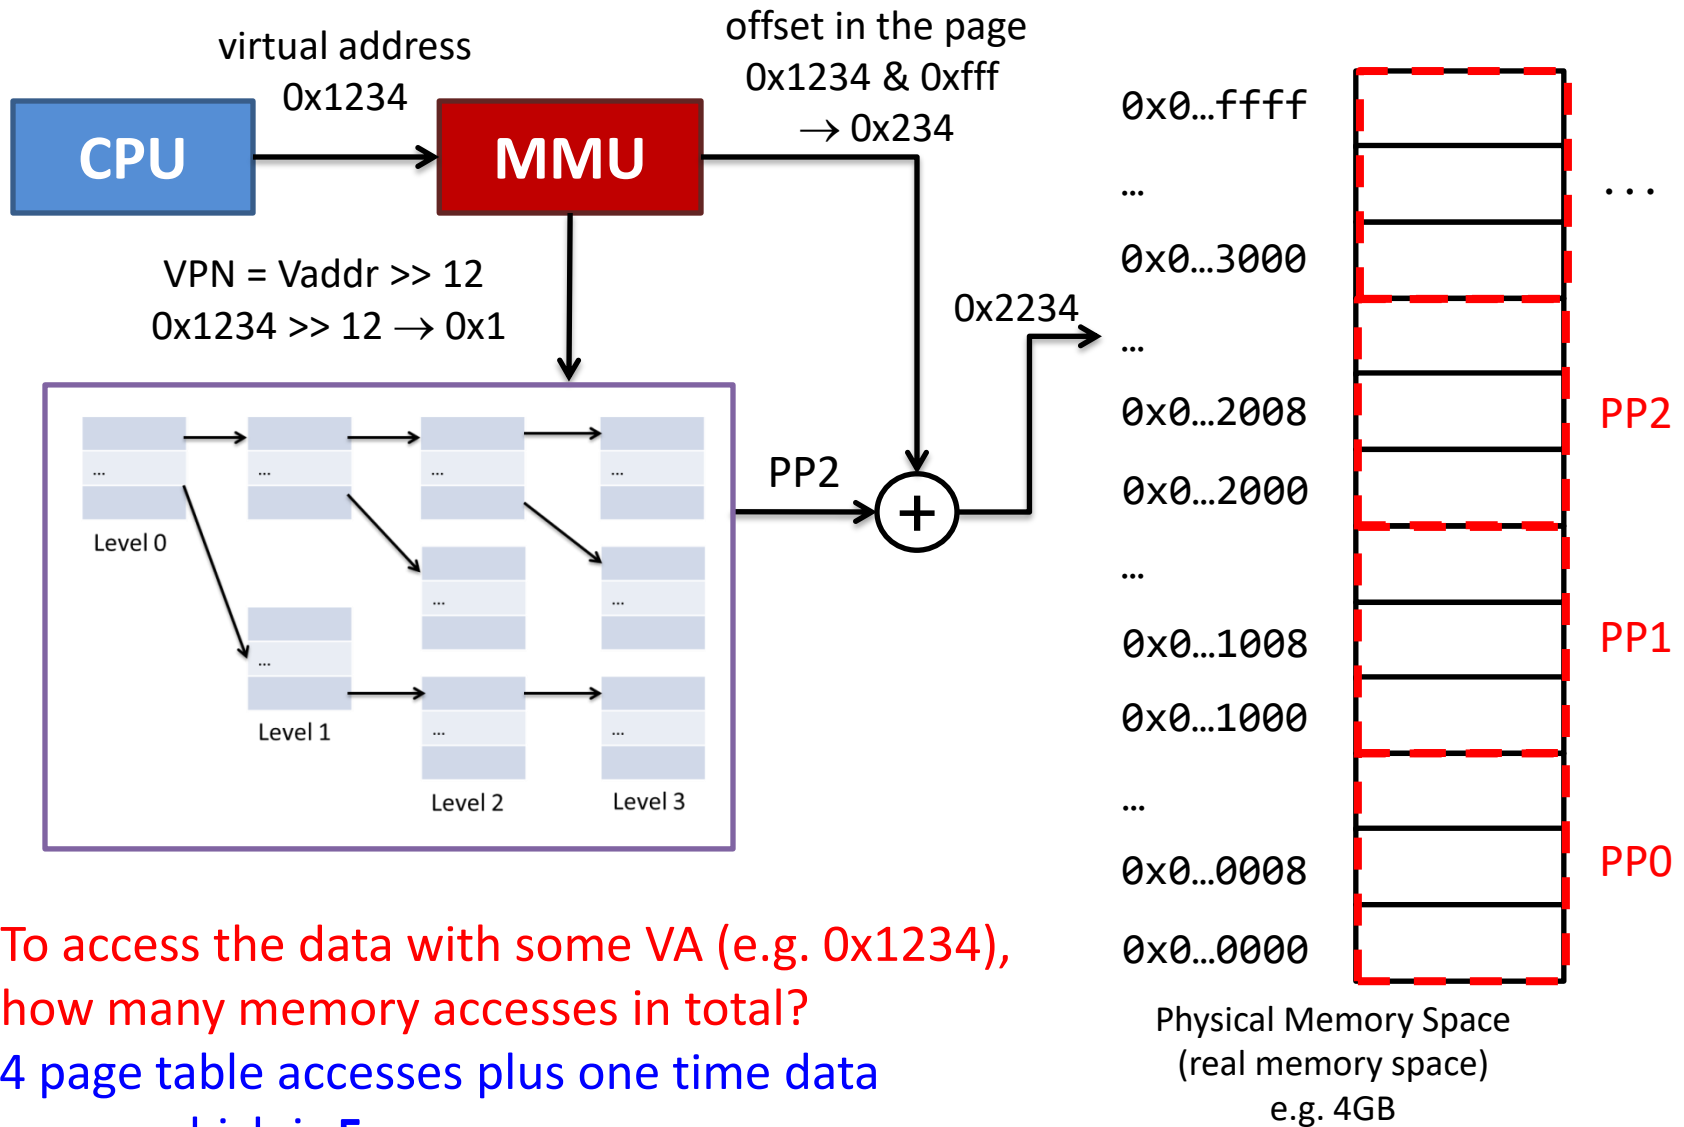 virtual address
0x1234
offset in the page
0x1234 & 0xfff
→ 0x234
CPU
MMU
VPN = Vaddr >> 12
0x1234 >> 12 → 0x1
...
...
...
...
Level 0
...
...
...
Level 1
...
...
Level 2
Level 3
PP2
+
0x2234
0x0…ffff
…
...
0x0…3000
…
0x0…2008
PP2
0x0…2000
…
0x0…1008
PP1
0x0…1000
…
0x0…0008
PP0
0x0…0000
Physical Memory Space
(real memory space)
e.g. 4GB
To access the data with some VA (e.g. 0x1234),
how many memory accesses in total?
4 page table accesses plus one time data